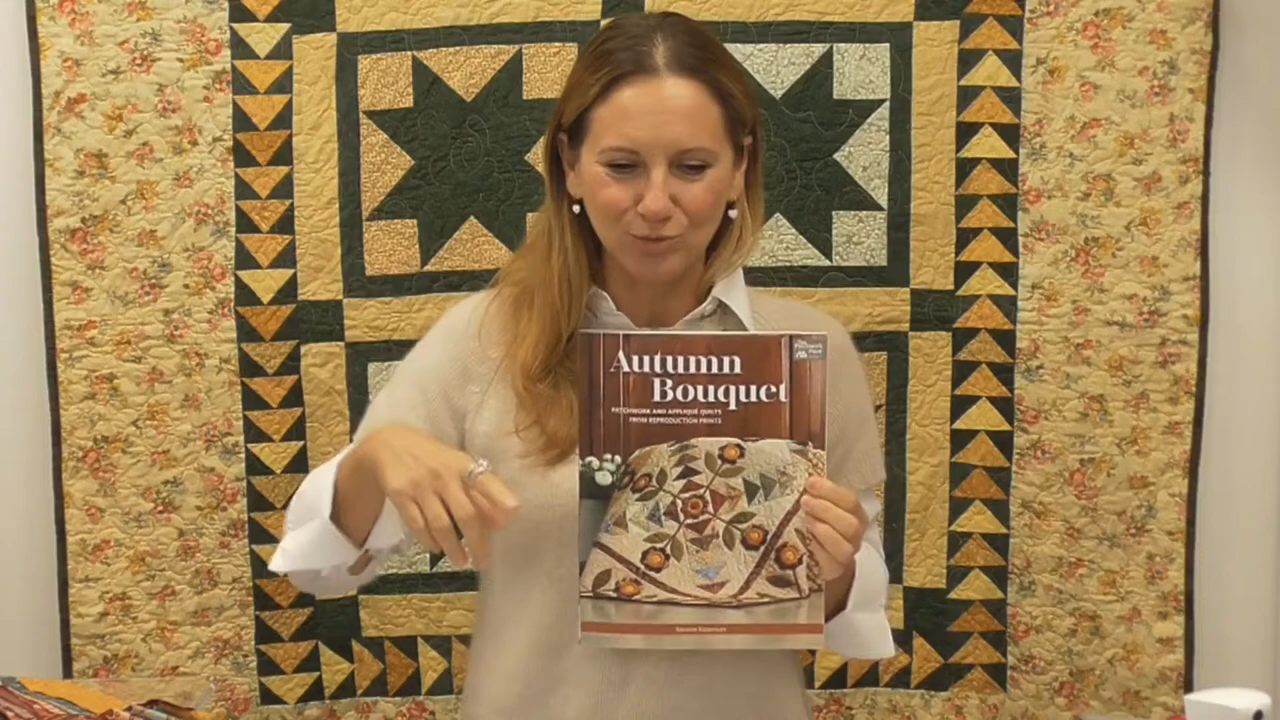 Autumn
Bouquet
PATCHWORK AND APPLIQUÉ QUILTS
FROM REPRODUCTION PRINTS